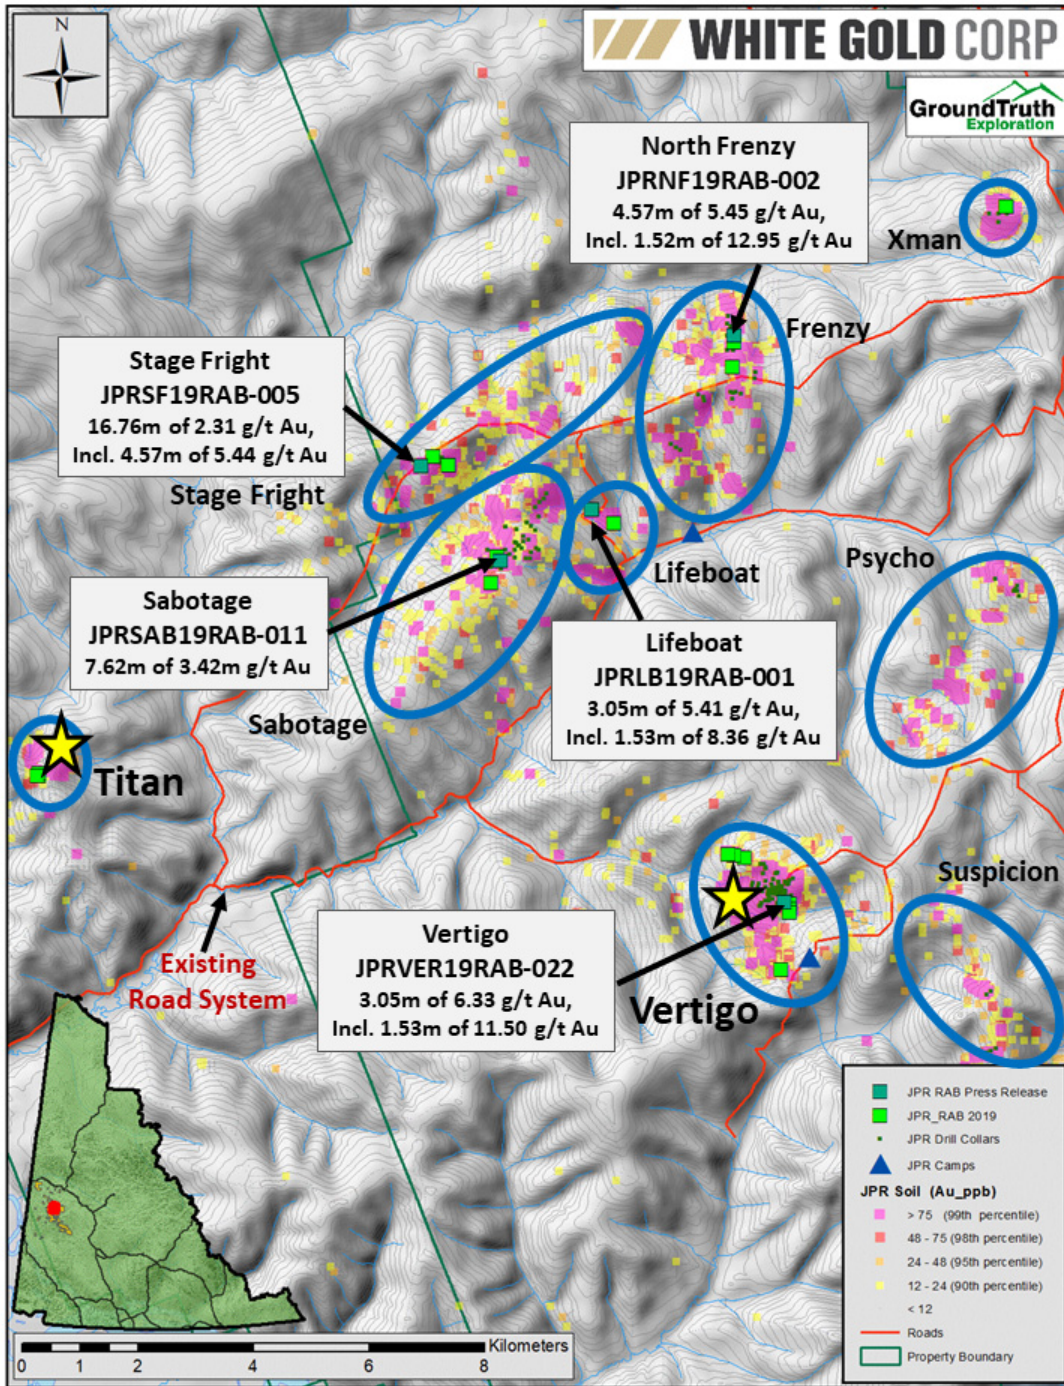 N
WHITE GOLD CORP
GroundTruth
Exploration
North Frenzy
JPRNF19RAB-002
4.57m of 5.45 g/t Au,
Incl. 1.52m of 12.95 g/t Au
Xman
Frenzy
Stage Fright
JPRSF19RAB-005
16.76m of 2.31 g/t Au,
Incl. 4.57m of 5.44 g/t Au
Stage Fright
Psycho
Lifeboat
Sabotage
JPRSAB19RAB-011
7.62m of 3.42m g/t Au
Lifeboat
JPRLB19RAB-001
3.05m of 5.41 g/t Au,
Incl. 1.53m of 8.36 g/t Au
Sabotage
Titan
Suspicion
Vertigo
JPRVER19RAB-022
3.05m of 6.33 g/t Au,
Incl. 1.53m of 11.50 g/t Au
Existing
Road System
Vertigo
JPR RAB Press Release
JPR_RAB 2019
JPR Drill Collars
JPR Camps
JPR Soil (Au_ppb)
> 75 (99th percentile)
48 - 75 (98th percentile)
24 - 48 (95th percentile)
12 - 24 (90th percentile)
< 12
Roads
Property Boundary
Kilometers
0 1 2 4 6 8